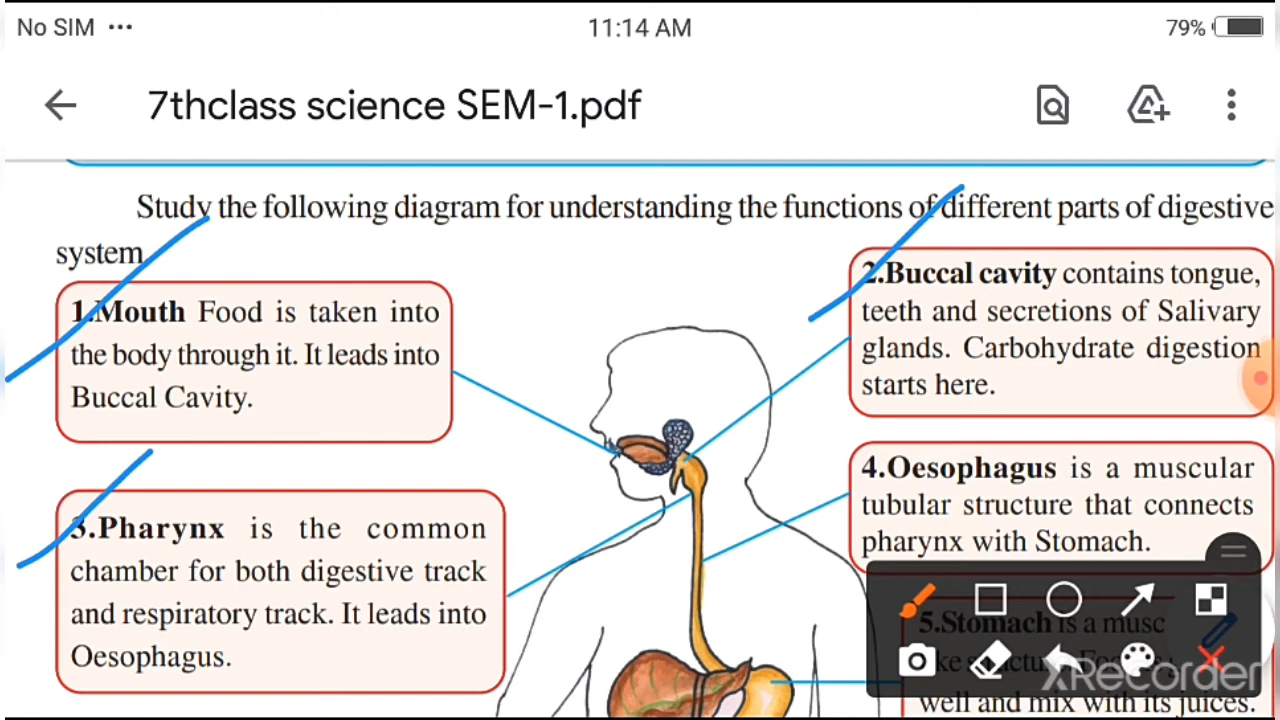 No SIM ···
11:14 AM
79%
7thclass science SEM-1.pdf
Study the following diagram for understanding the functions of different parts of digestive
system
1.Mouth Food is taken into
the body through it. It leads into
Buccal Cavity.
2.Buccal cavity contains tongue,
teeth and secretions of Salivary
glands. Carbohydrate digestion
starts here.
3.Pharynx is the common
chamber for both digestive track
and respiratory track. It leads into
Oesophagus.
4.Oesophagus is a muscular
tubular structure that connects
pharynx with Stomach.
5.Stomach is a musc
well and mix with its juices.
XRecorder